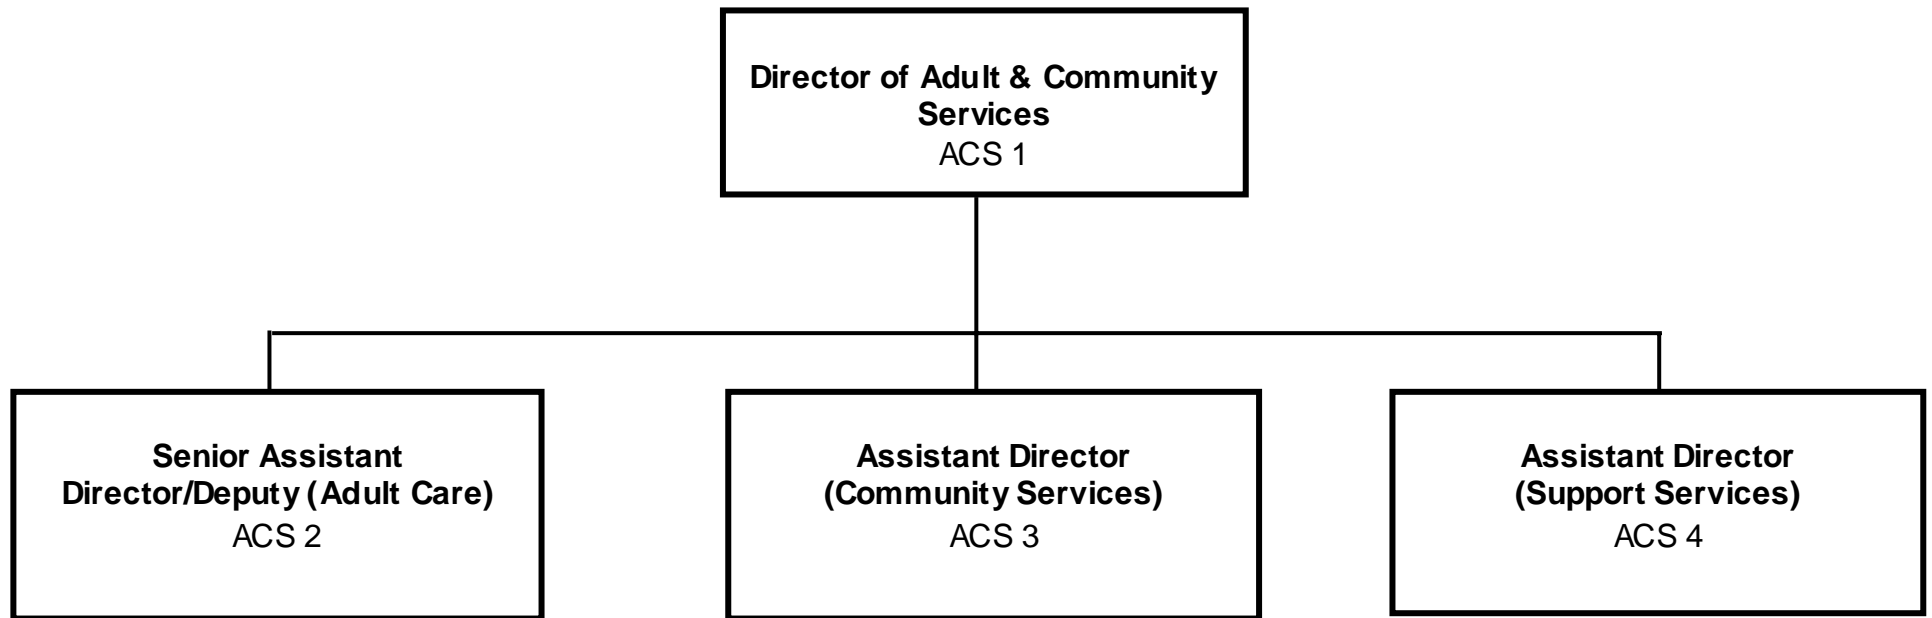 Director of Adult & Community
Services
ACS 1
Senior Assistant
Director/Deputy (Adult Care)
ACS 2
Assistant Director
(Community Services)
ACS 3
Assistant Director
(Support Services)
ACS 4